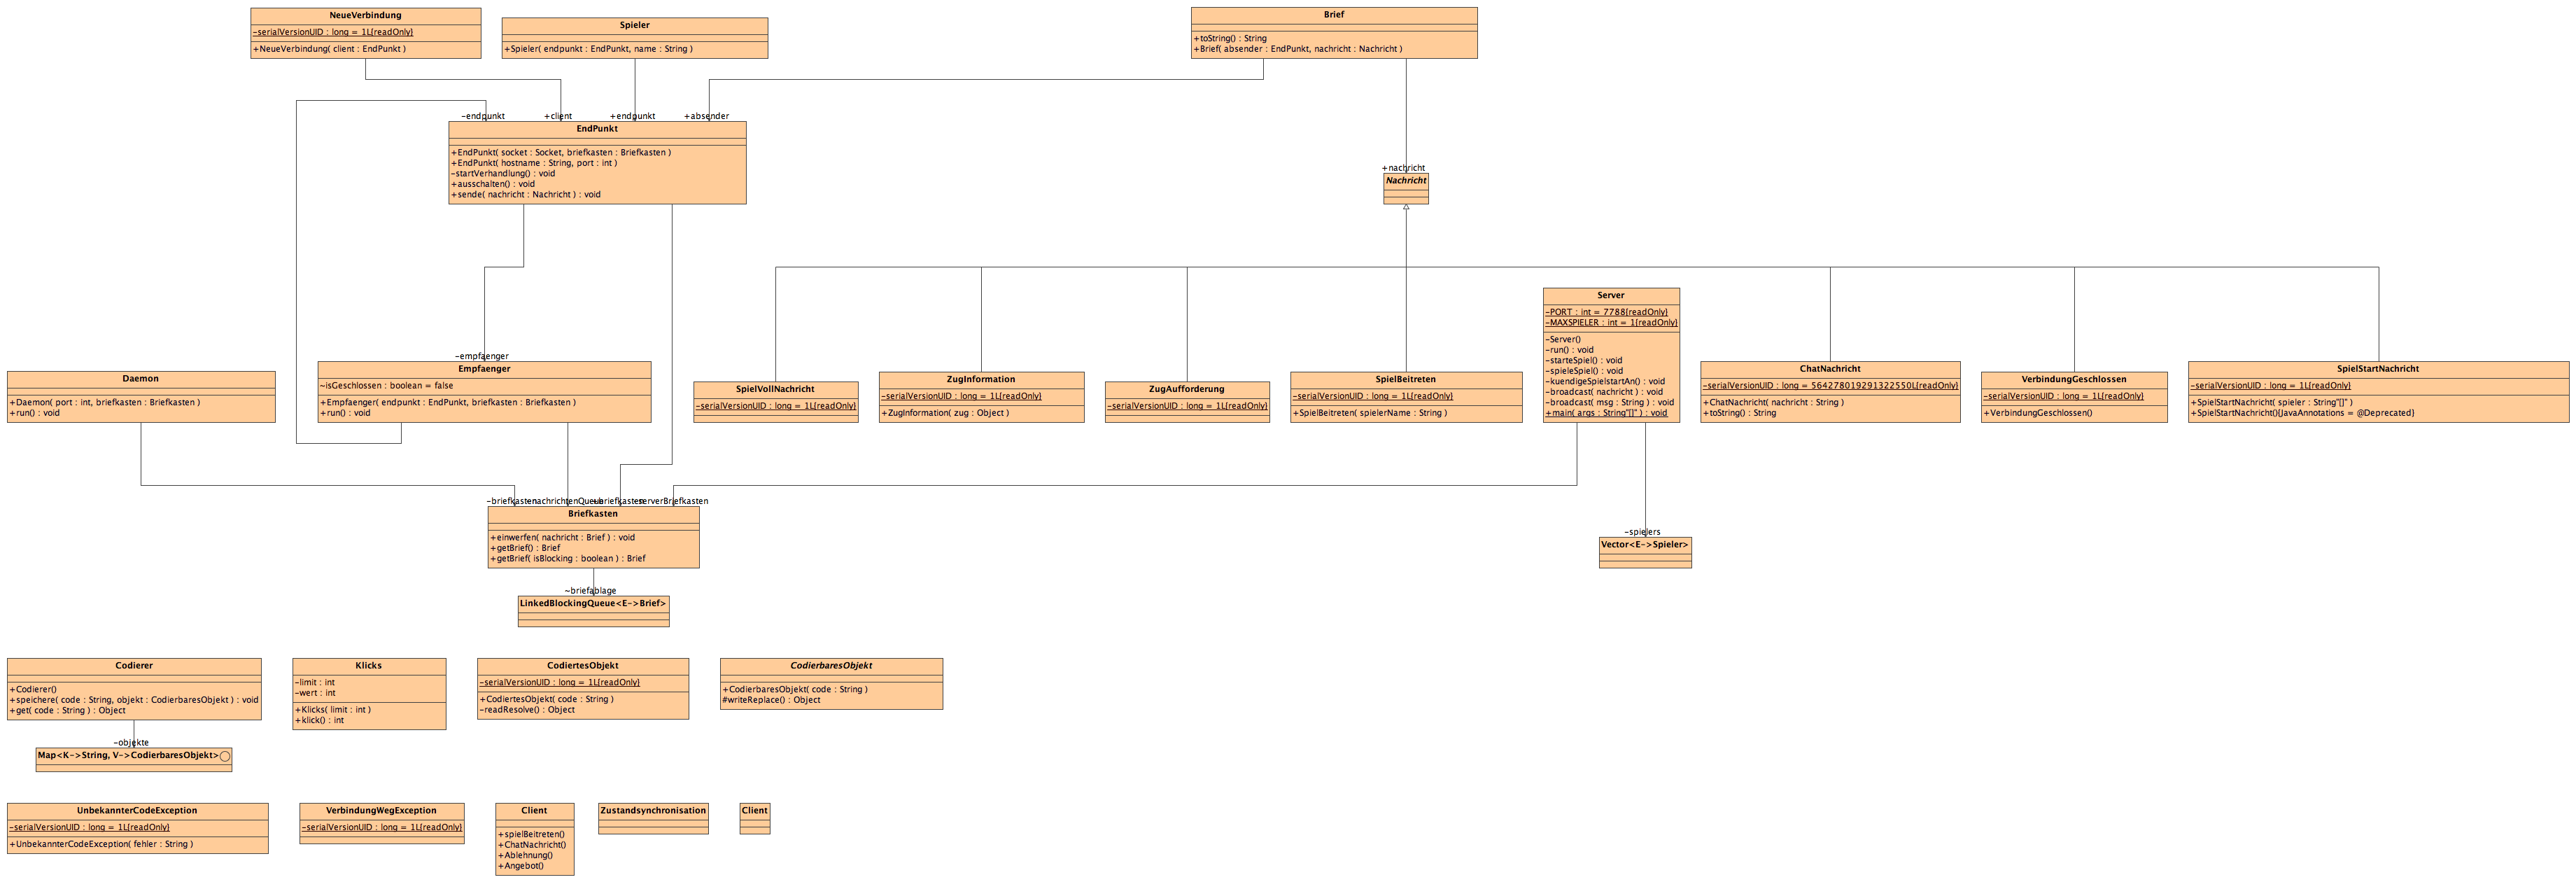 NeueVerbindung
-serialVersionUID : long = 1L{readOnly}
+NeueVerbindung( client : EndPunkt )
Spieler
+Spieler( endpunkt : EndPunkt, name : String )
Brief
+toString() : String
+Brief( absender : EndPunkt, nachricht : Nachricht )
-endpunkt
+client
+endpunkt
+absender
EndPunkt
+EndPunkt( socket : Socket, briefkasten : Briefkasten )
+EndPunkt( hostname : String, port : int )
-startVerhandlung() : void
+ausschalten() : void
+sende( nachricht : Nachricht ) : void
+nachricht
Nachricht
Server
-PORT : int = 7788{readOnly}
-MAXSPIELER : int = 1{readOnly}
-Server()
-run() : void
-starteSpiel() : void
-spieleSpiel() : void
-kuendigeSpielstartAn() : void
-broadcast( nachricht ) : void
-broadcast( msg : String ) : void
+main( args : String"[]" ) : void
-empfaenger
Daemon
+Daemon( port : int, briefkasten : Briefkasten )
+run() : void
Empfaenger
~isGeschlossen : boolean = false
+Empfaenger( endpunkt : EndPunkt, briefkasten : Briefkasten )
+run() : void
SpielVollNachricht
-serialVersionUID : long = 1L{readOnly}
ZugInformation
-serialVersionUID : long = 1L{readOnly}
+ZugInformation( zug : Object )
ZugAufforderung
-serialVersionUID : long = 1L{readOnly}
SpielBeitreten
-serialVersionUID : long = 1L{readOnly}
+SpielBeitreten( spielerName : String )
ChatNachricht
-serialVersionUID : long = 564278019291322550L{readOnly}
+ChatNachricht( nachricht : String )
+toString() : String
VerbindungGeschlossen
-serialVersionUID : long = 1L{readOnly}
+VerbindungGeschlossen()
SpielStartNachricht
-serialVersionUID : long = 1L{readOnly}
+SpielStartNachricht( spieler : String"[]" )
+SpielStartNachricht(){JavaAnnotations = @Deprecated}
-briefkasten
nachrichtenQueue
briefkasten
serverBriefkasten
Briefkasten
+einwerfen( nachricht : Brief ) : void
+getBrief() : Brief
+getBrief( isBlocking : boolean ) : Brief
-spielers
Vector<E->Spieler>
~briefablage
LinkedBlockingQueue<E->Brief>
Codierer
+Codierer()
+speichere( code : String, objekt : CodierbaresObjekt ) : void
+get( code : String ) : Object
Klicks
-limit : int
-wert : int
+Klicks( limit : int )
+klick() : int
CodiertesObjekt
-serialVersionUID : long = 1L{readOnly}
+CodiertesObjekt( code : String )
-readResolve() : Object
CodierbaresObjekt
+CodierbaresObjekt( code : String )
#writeReplace() : Object
-objekte
Map<K->String, V->CodierbaresObjekt>
UnbekannterCodeException
-serialVersionUID : long = 1L{readOnly}
+UnbekannterCodeException( fehler : String )
VerbindungWegException
-serialVersionUID : long = 1L{readOnly}
Client
+spielBeitreten()
+ChatNachricht()
+Ablehnung()
+Angebot()
Zustandsynchronisation
Client